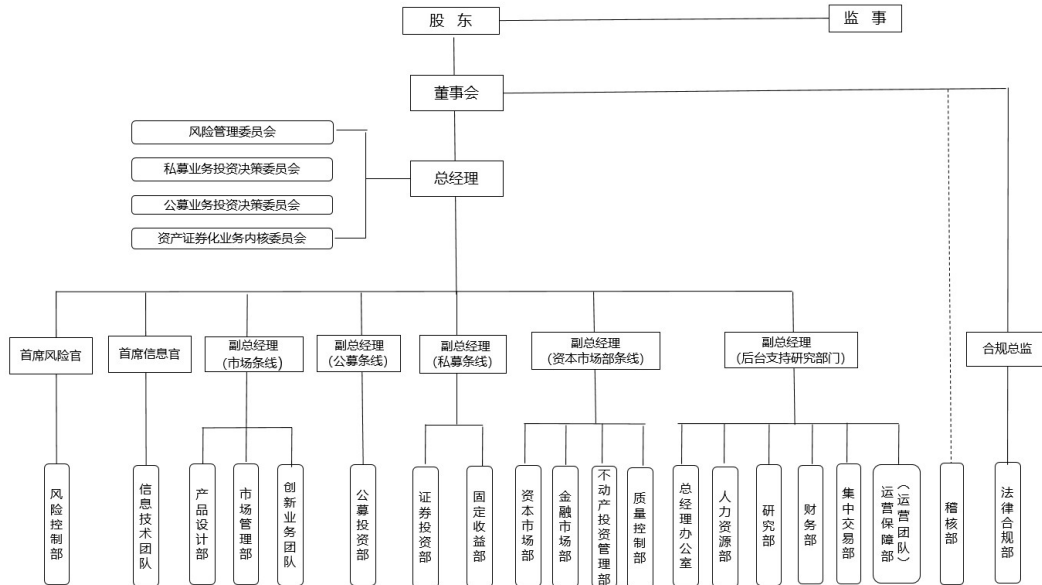 股 东
监 事
董事会
风险管理委员会
私募业务投资决策委员会
总经理
公募业务投资决策委员会
资产证券化业务内核委员会
首席风险官
首席信息官
副总经理
(市场条线)
副总经理
(公募条线)
副总经理
(私募条线)
副总经理
(资本市场部条线)
副总经理
(后台支持研究部门)
合规总监
风险控制部
信息技术团队
产品设计部
市场管理部
创新业务团队
公募投资部
证券投资部
固定收益部
资本市场部
金融市场部
不动产投资管理部
质量控制部
总经理办公室
人力资源部
研究部
财务部
集中交易部
运营保障部
（运营团队）
稽核部
法律合规部